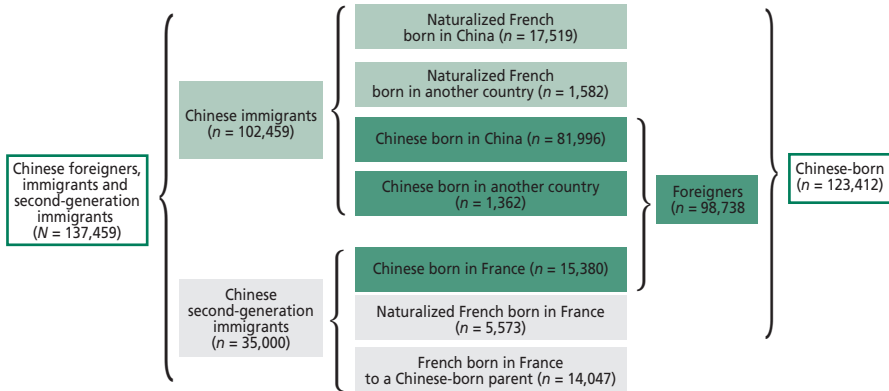 Chinese foreigners,
immigrants and
second-generation
immigrants
(N = 137,459)
Chinese immigrants
(n = 102,459)
Chinese
second-generation
immigrants
(n = 35,000)
Naturalized French
born in China (n = 17,519)
Naturalized French
born in another country (n = 1,582)
Chinese born in China (n = 81,996)
Chinese born in another country
(n = 1,362)
Chinese born in France (n = 15,380)
Naturalized French born in France
(n = 5,573)
French born in France
to a Chinese-born parent (n = 14,047)
Foreigners
(n = 98,738
Chinese-born
(n = 123,412)